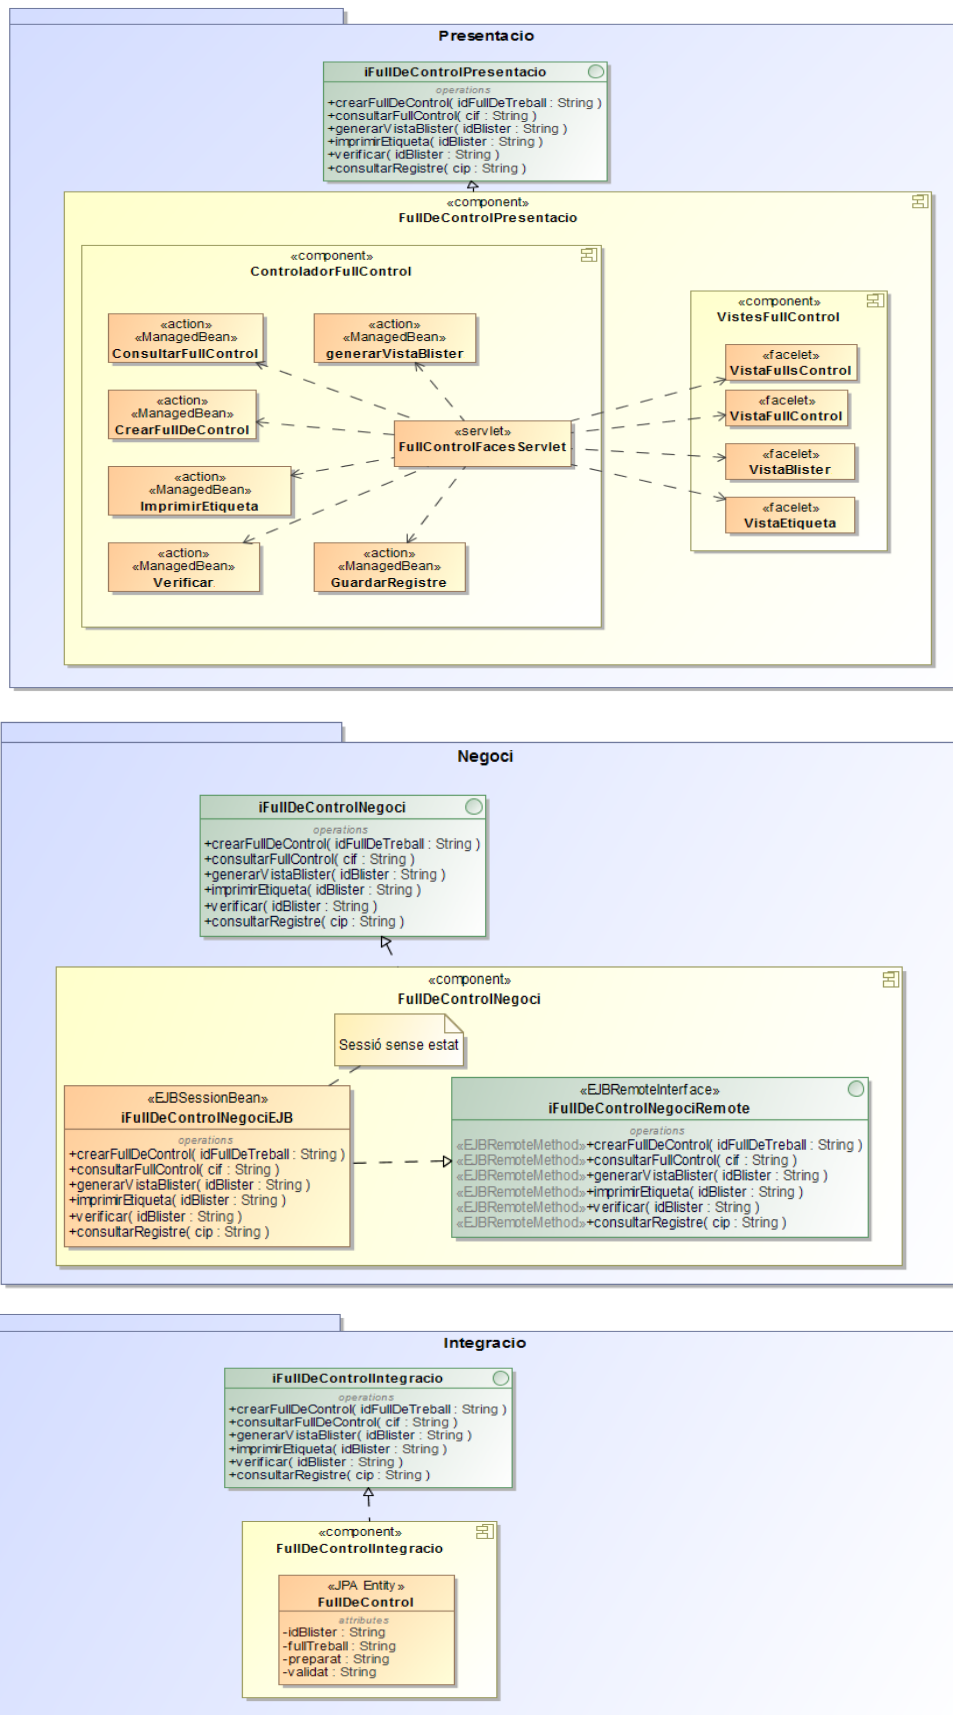 Presentacio
iFullDeControlPresentacio
operations
+crearFullDeControl( idFullDeTreball : String )
+consultarFullControl( cif : String )
+generarVistaBlister( idBlister : String )
+imprimirEtiqueta( idBlister : String )
+verificar( idBlister : String )
+consultarRegistre( cip : String )
«component»
FullDeControlPresentacio
«component»
ControladorFullControl
«action»
«ManagedBean»
ConsultarFullControl
«action»
«ManagedBean»
generarVistaBlister
«action»
«ManagedBean»
CrearFullDeControl
«servlet»
FullControlFacesServlet
«action»
«ManagedBean»
ImprimirEtiqueta
«action»
«ManagedBean»
Verificar
«action»
«ManagedBean»
GuardarRegistre
«component»
VistesFullControl
«facelet»
VistaFullsControl
«facelet»
VistaFullControl
«facelet»
VistaBlister
«facelet»
VistaEtiqueta
Negoci
iFullDeControlNegoci
operations
+crearFullDeControl( idFullDeTreball : String )
+consultarFullControl( cif : String )
+generarVistaBlister( idBlister : String )
+imprimirEtiqueta( idBlister : String )
+verificar( idBlister : String )
+consultarRegistre( cip : String )
«component»
FullDeControlNegoci
Sessió sense estat
«EJBSessionBean»
iFullDeControlNegociEJB
operations
+crearFullDeControl( idFullDeTreball : String )
+consultarFullControl( cif : String )
+generarVistaBlister( idBlister : String )
+imprimirEtiqueta( idBlister : String )
+verificar( idBlister : String )
+consultarRegistre( cip : String )
«EJBRemoteInterface»
iFullDeControlNegociRemote
operations
«EJBRemoteMethod»+crearFullDeControl( idFullDeTreball : String )
«EJBRemoteMethod»+consultarFullControl( cif : String )
«EJBRemoteMethod»+generarVistaBlister( idBlister : String )
«EJBRemoteMethod»+imprimirEtiqueta( idBlister : String )
«EJBRemoteMethod»+verificar( idBlister : String )
«EJBRemoteMethod»+consultarRegistre( cip : String )
Integracio
iFullDeControlIntegracio
operations
+crearFullDeControl( idFullDeTreball : String )
+consultarFullDeControl( cif : String )
+generarVistaBlister( idBlister : String )
+imprimirEtiqueta( idBlister : String )
+verificar( idBlister : String )
+consultarRegistre( cip : String )
«component»
FullDeControlIntegracio
«JPA Entity»
FullDeControl
attributes
-idBlister : String
-fullTreball : String
-preparat : String
-validat : String